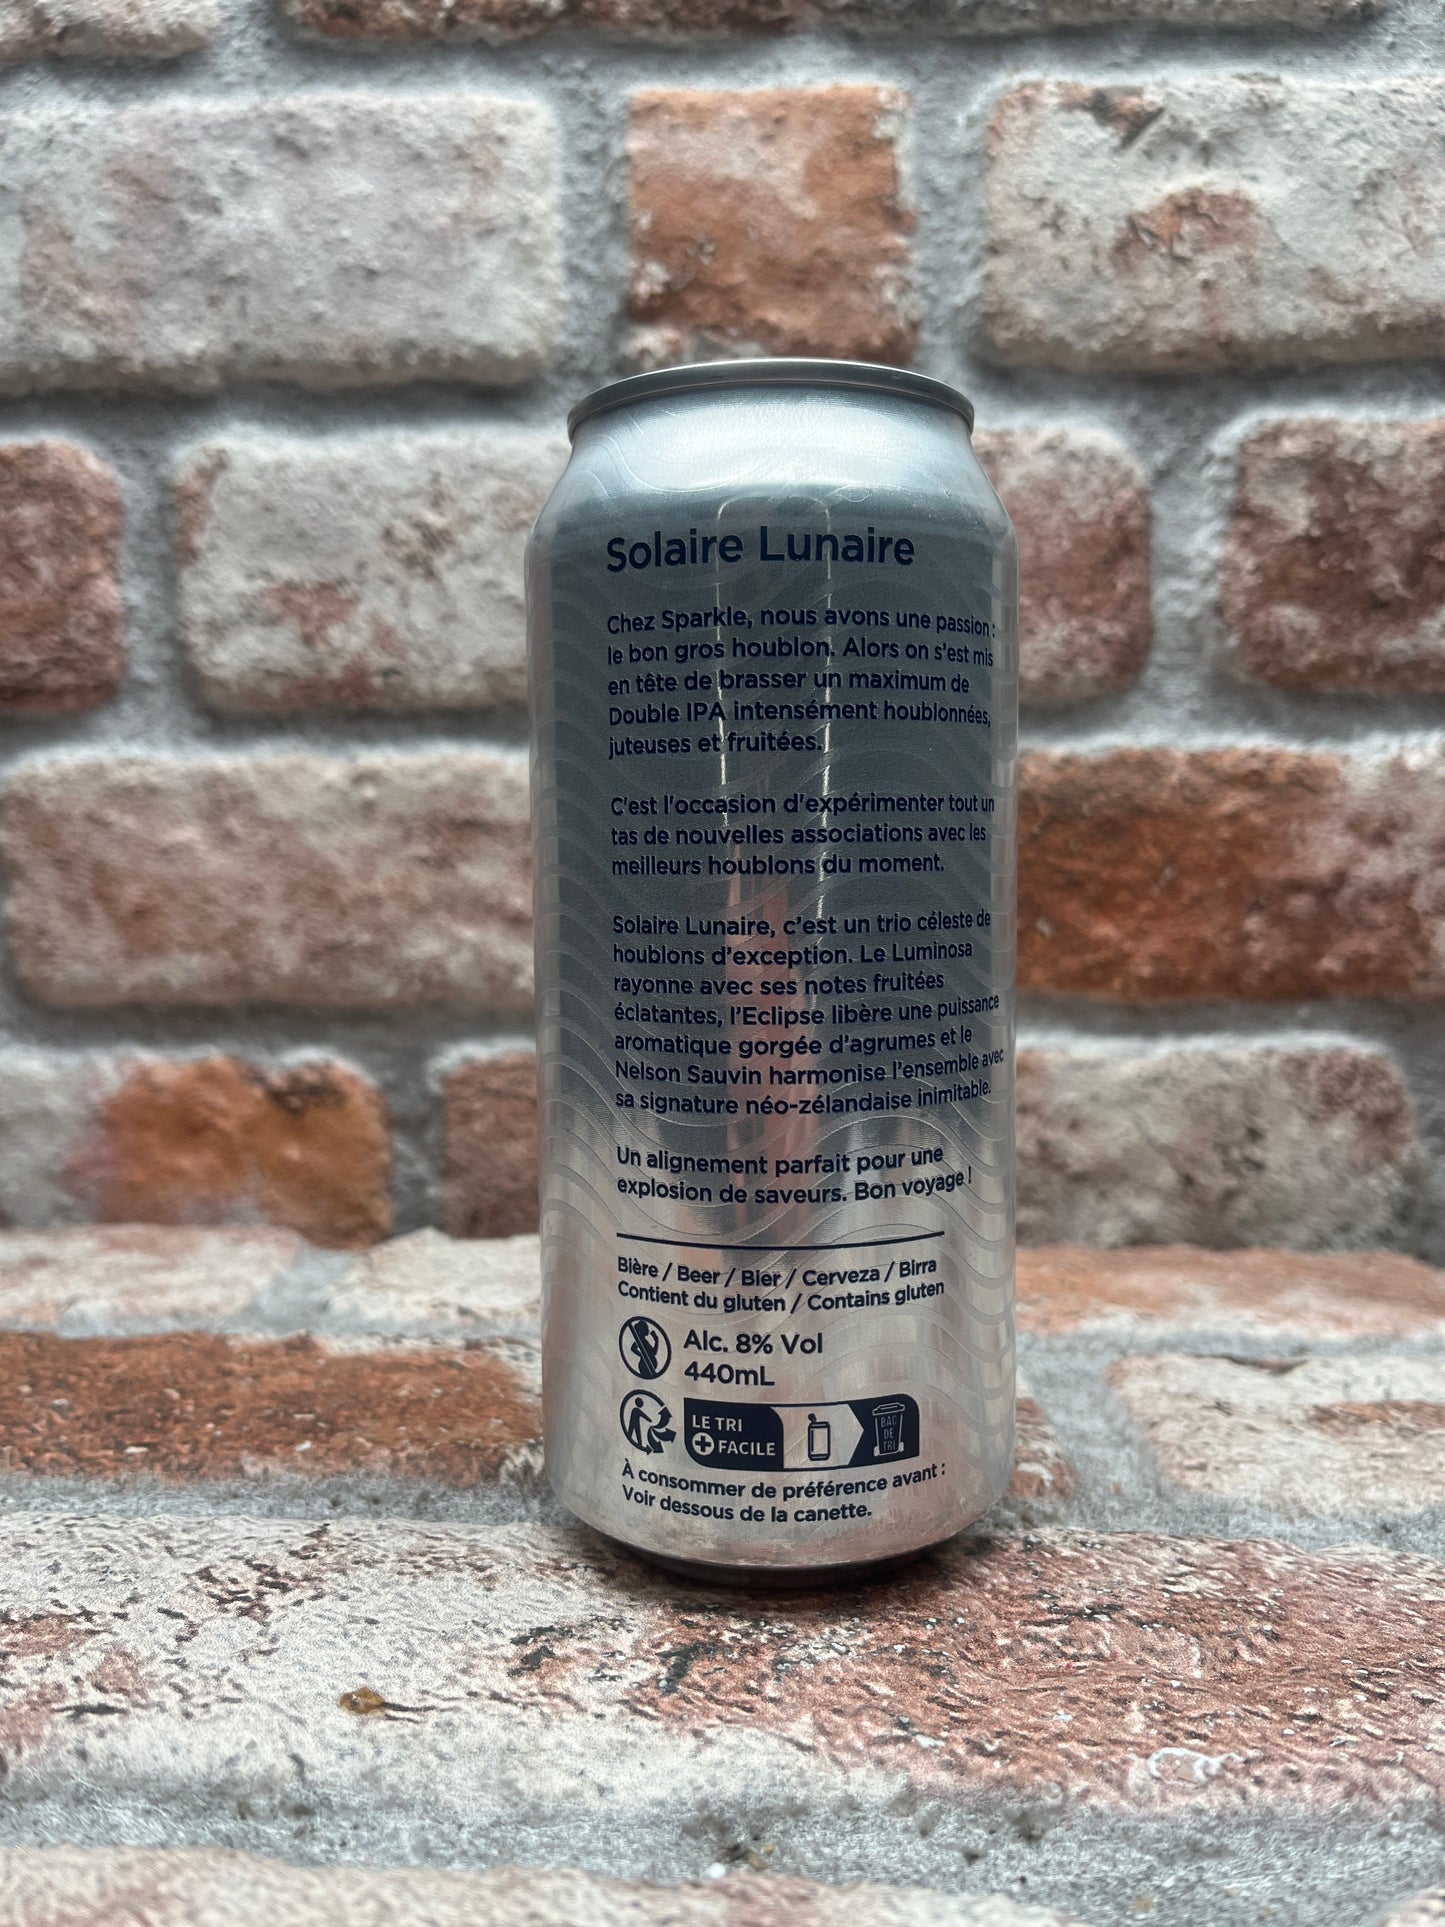 Solaire Lunaire
Chez Sparkle, nous avons une passion :
le bon gros houblon. Alors on s'est mis
en tête de brasser un maximum de
Double IPA intensément houblonnées,
juteuses et fruitées.
C'est l'occasion d'expérimenter tout un
tas de nouvelles associations avec les
meilleurs houblons du moment.
Solaire Lunaire, c'est un trio céleste de
houblons d'exception. Le Luminosa
rayonne avec ses notes fruitées
éclatantes, l'Eclipse libère une puissance
aromatique gorgée d'agrumes et le
Nelson Sauvin harmonise l'ensemble avec
sa signature néo-zélandaise inimitable.
Un alignement parfait pour une
explosion de saveurs. Bon voyage !
Bière / Beer / Bier / Cerveza / Birra
Contient du gluten / Contains gluten
Alc. 8% Vol
440mL
LE TRI
+ FACILE
BAC
DE
TRI
À consommer de préférence avant :
Voir dessous de la canette.